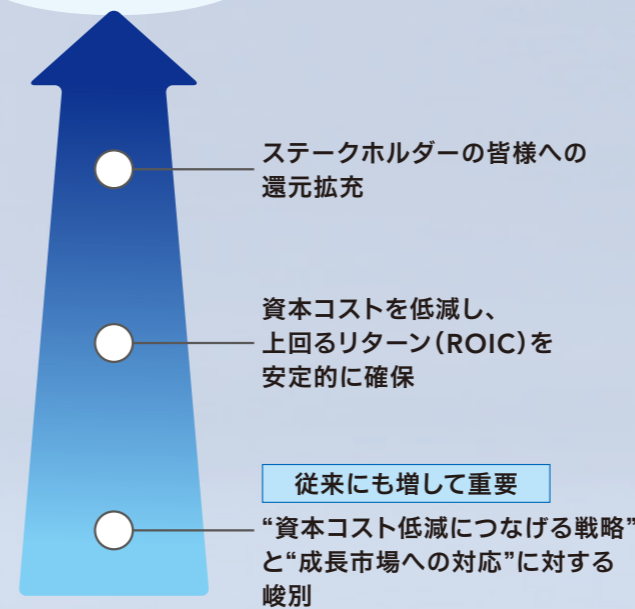 ステークホルダーの皆様への
還元拡充
資本コストを低減し、
上回るリターン(ROIC)を
安定的に確保
従来にも増して重要
“資本コスト低減につなげる戦略”
と“成長市場への対応”に対する
峻別